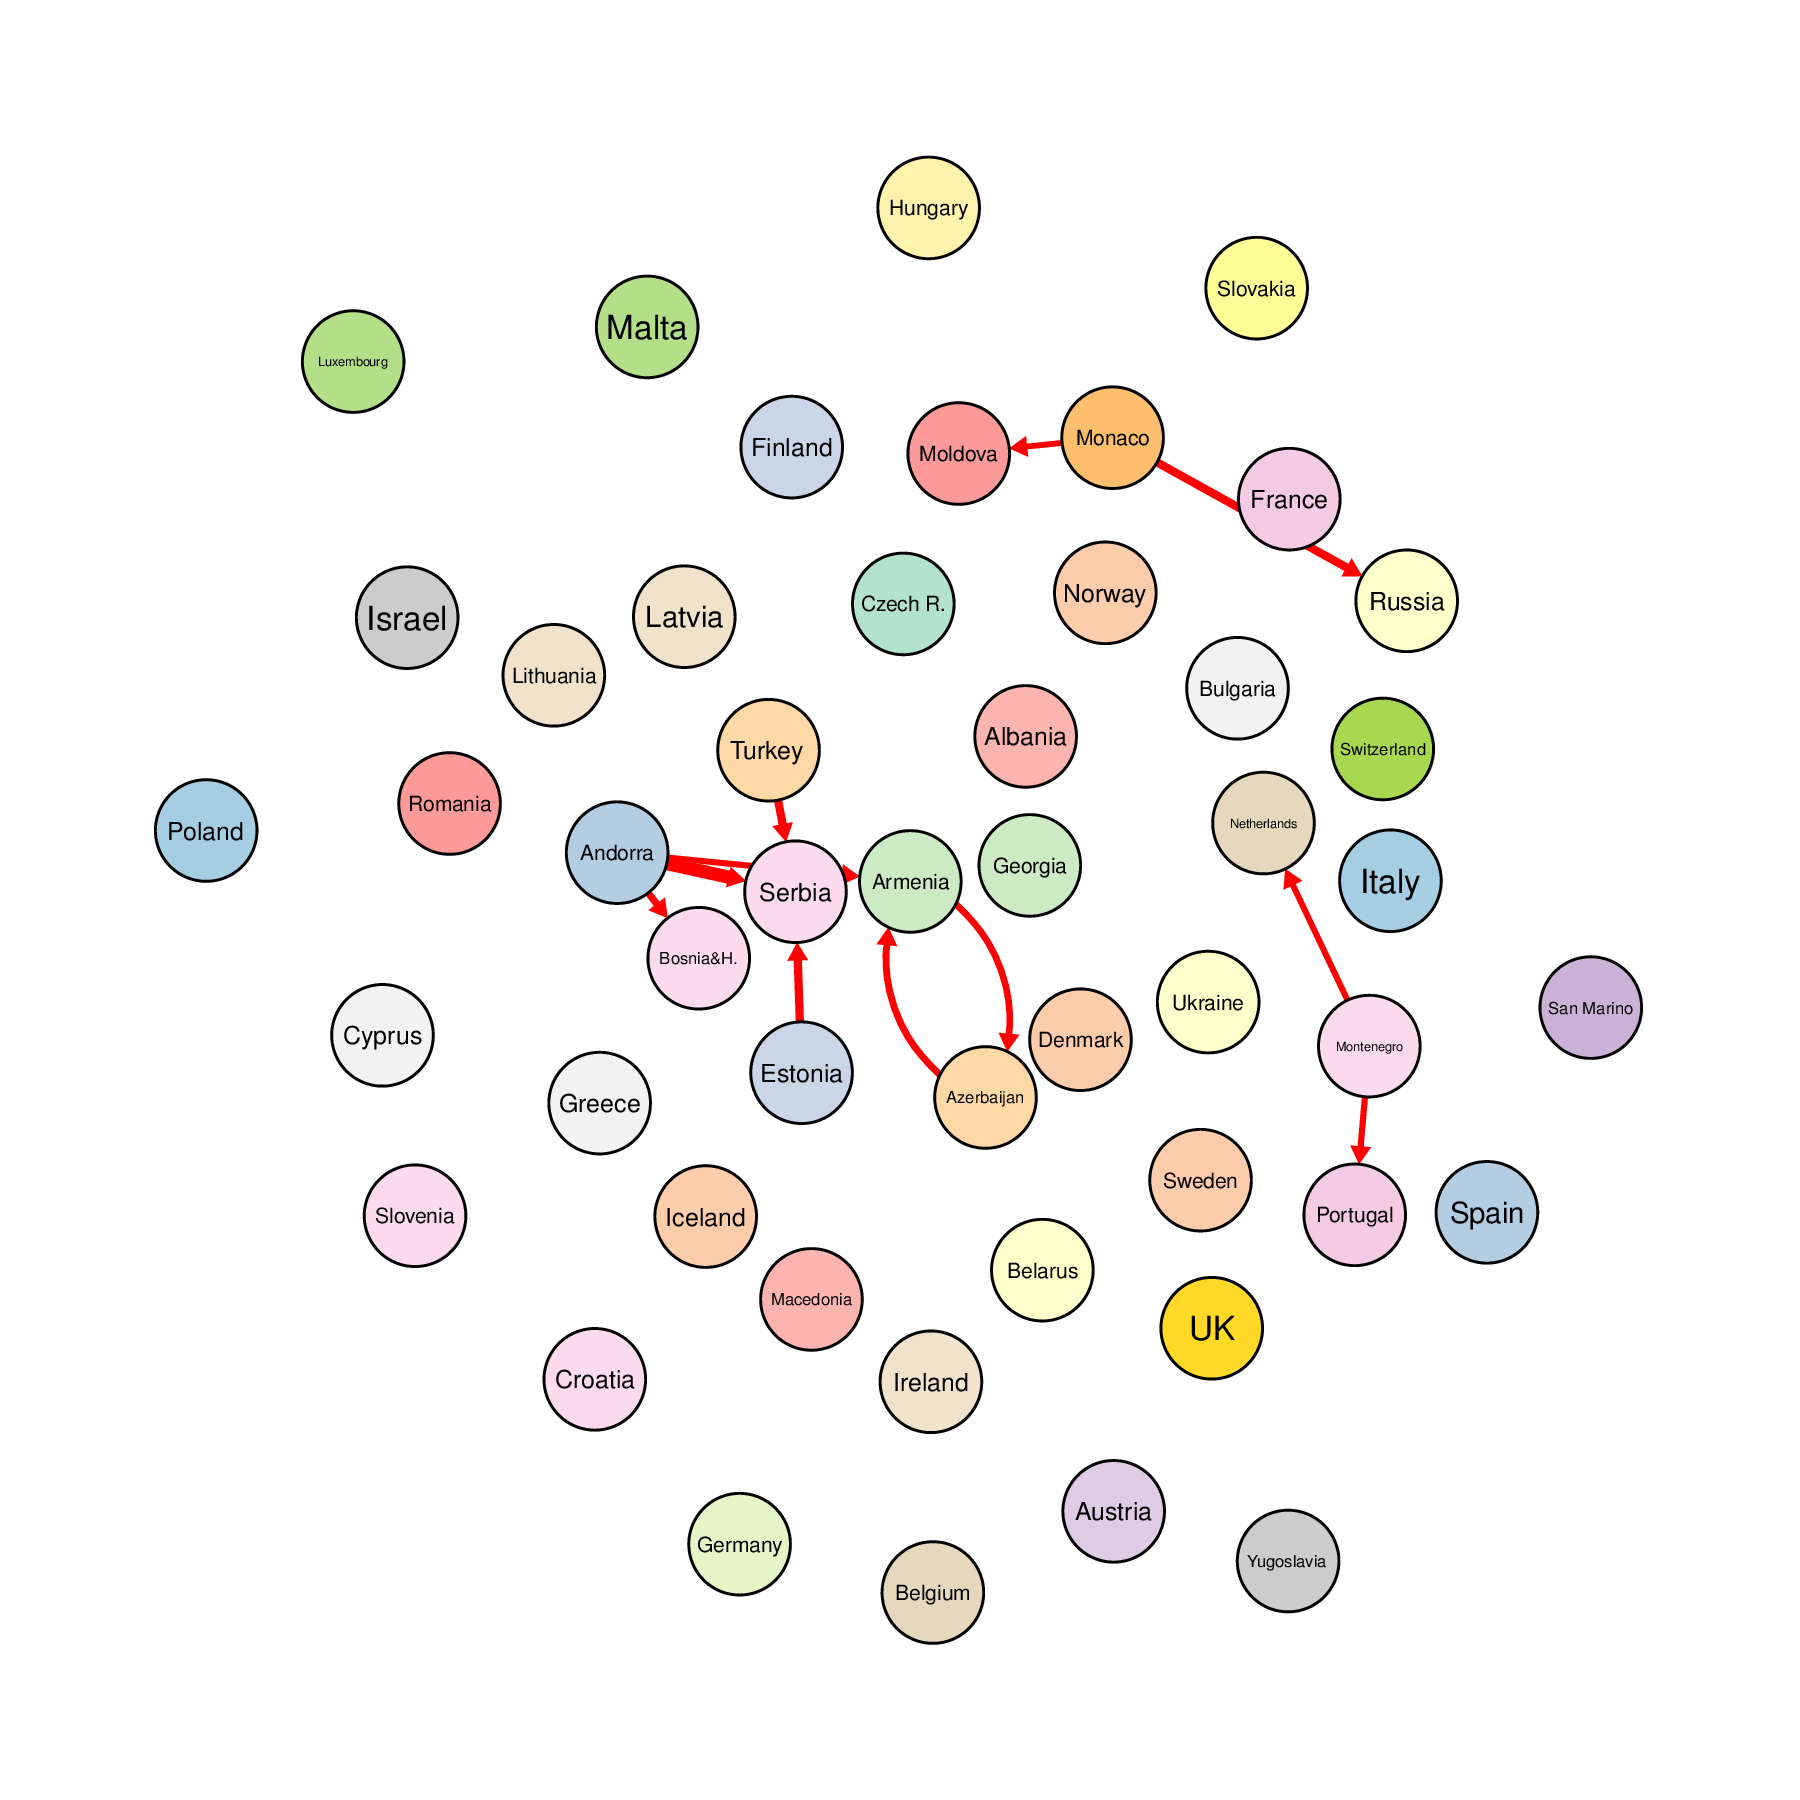 Hungary
Slovakia
Malta
Luxembourg
Monaco
Finland
Moldova
France
Norway
Russia
Czech R.
Latvia
Israel
Lithuania
Bulgaria
Albania
Switzerland
Turkey
Romania
Netherlands
Poland
Andorra
Georgia
Armenia
Italy
Serbia
Bosnia&H.
Ukraine
San Marino
Cyprus
Denmark
Montenegro
Estonia
Azerbaijan
Greece
Sweden
Spain
Portugal
Slovenia
Iceland
Belarus
Macedonia
UK
Croatia
Ireland
Austria
Germany
Yugoslavia
Belgium